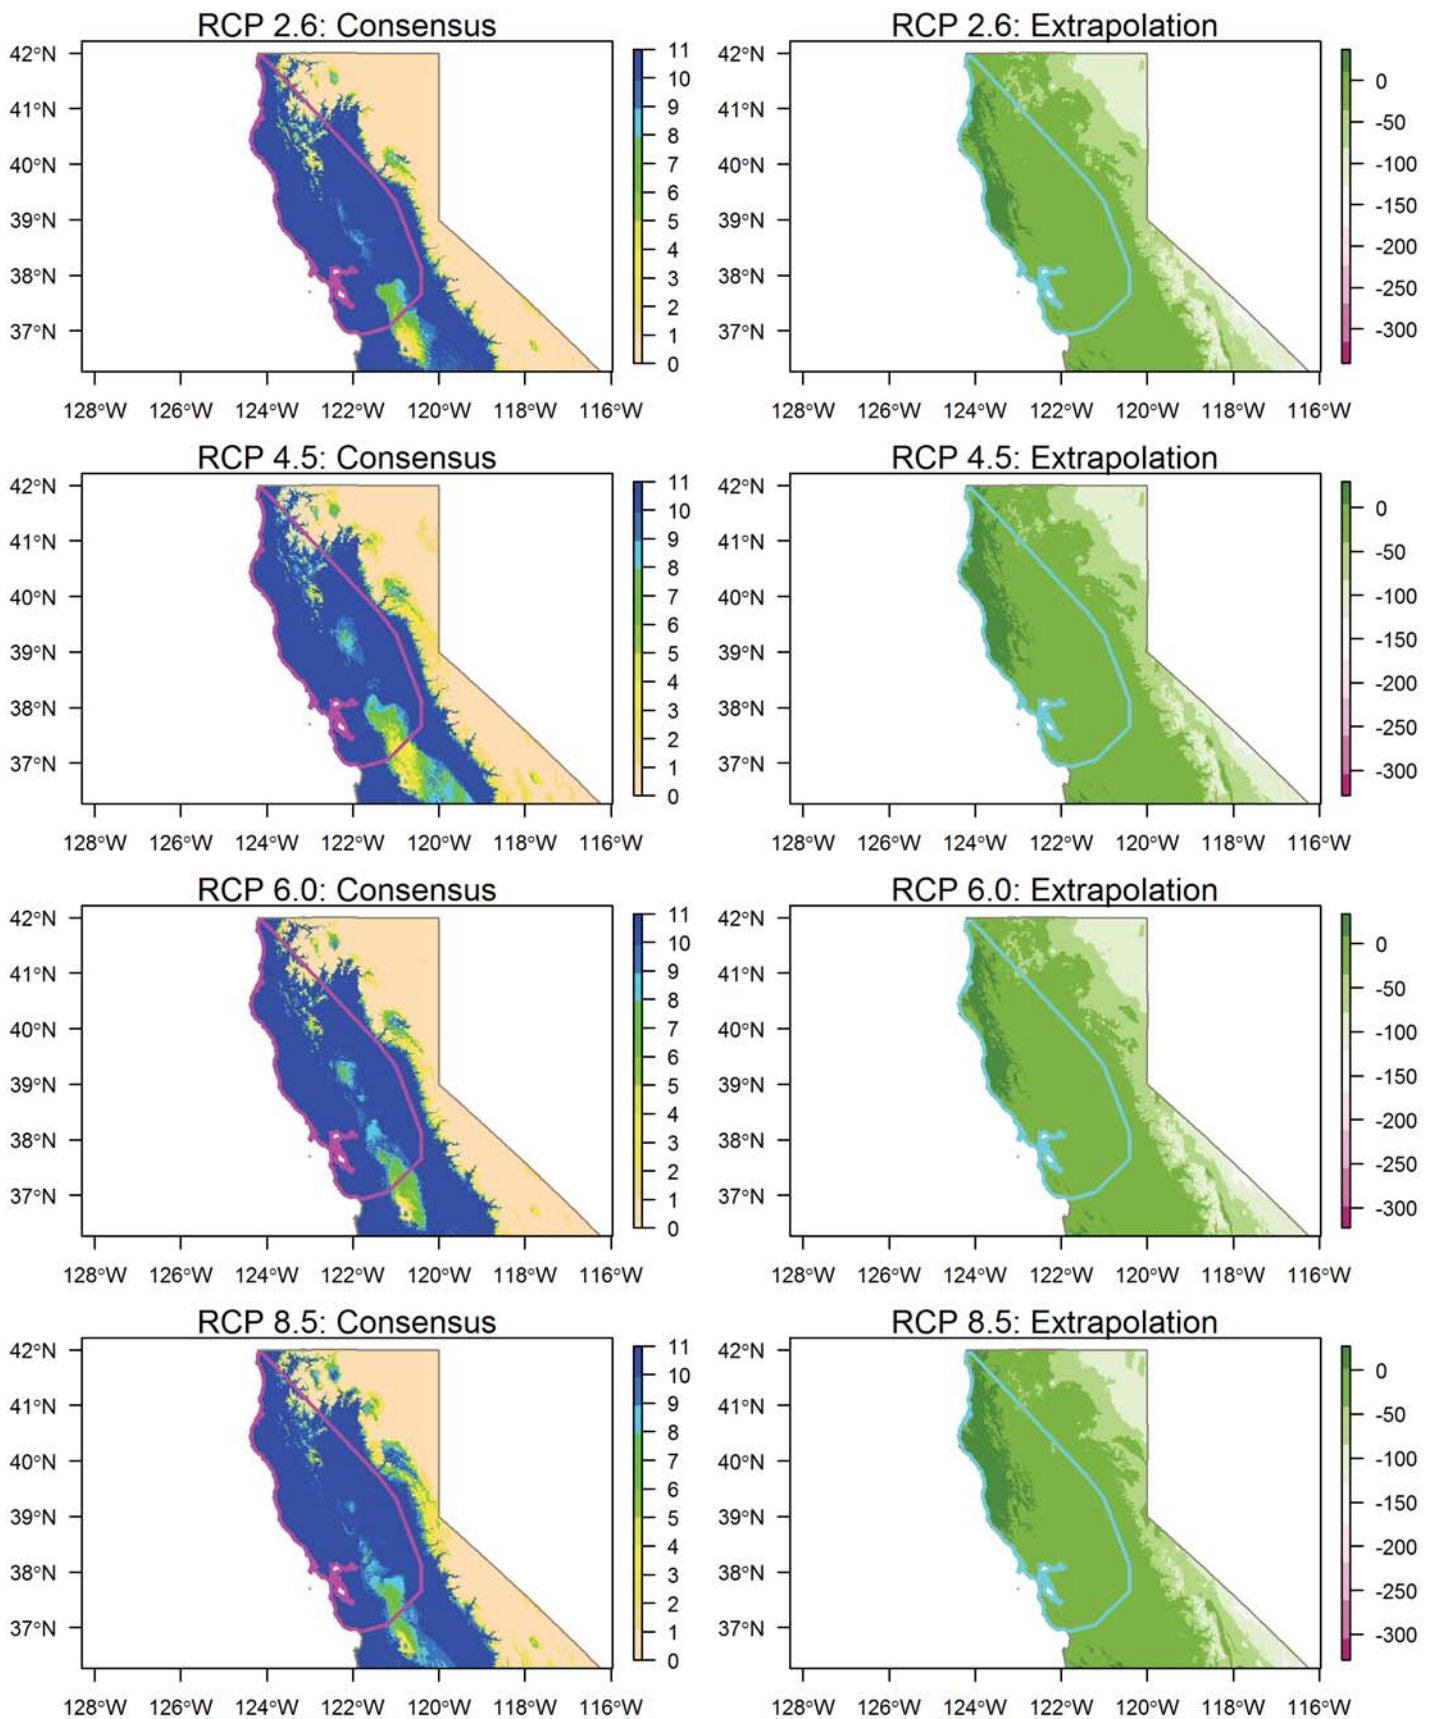 RCP 2.6: Consensus
42°N
41°N
40°N
39°N
38°N
37°N
11
10
9
8
7
6
5
4
3
2
1
0
128°W 126°W 124°W 122°W 120°W 118°W 116°W
RCP 2.6: Extrapolation
42°N
41°N
40°N
39°N
38°N
37°N
0
-50
-100
-150
-200
-250
-300
128°W 126°W 124°W 122°W 120°W 118°W 116°W
RCP 4.5: Consensus
42°N
41°N
40°N
39°N
38°N
37°N
11
10
9
8
7
6
5
4
3
2
1
0
128°W 126°W 124°W 122°W 120°W 118°W 116°W
RCP 4.5: Extrapolation
42°N
41°N
40°N
39°N
38°N
37°N
0
-50
-100
-150
-200
-250
-300
128°W 126°W 124°W 122°W 120°W 118°W 116°W
RCP 6.0: Consensus
42°N
41°N
40°N
39°N
38°N
37°N
11
10
9
8
7
6
5
4
3
2
1
0
128°W 126°W 124°W 122°W 120°W 118°W 116°W
RCP 6.0: Extrapolation
42°N
41°N
40°N
39°N
38°N
37°N
0
-50
-100
-150
-200
-250
-300
128°W 126°W 124°W 122°W 120°W 118°W 116°W
RCP 8.5: Consensus
42°N
41°N
40°N
39°N
38°N
37°N
11
10
9
8
7
6
5
4
3
2
1
0
128°W 126°W 124°W 122°W 120°W 118°W 116°W
RCP 8.5: Extrapolation
42°N
41°N
40°N
39°N
38°N
37°N
0
-50
-100
-150
-200
-250
-300
128°W 126°W 124°W 122°W 120°W 118°W 116°W